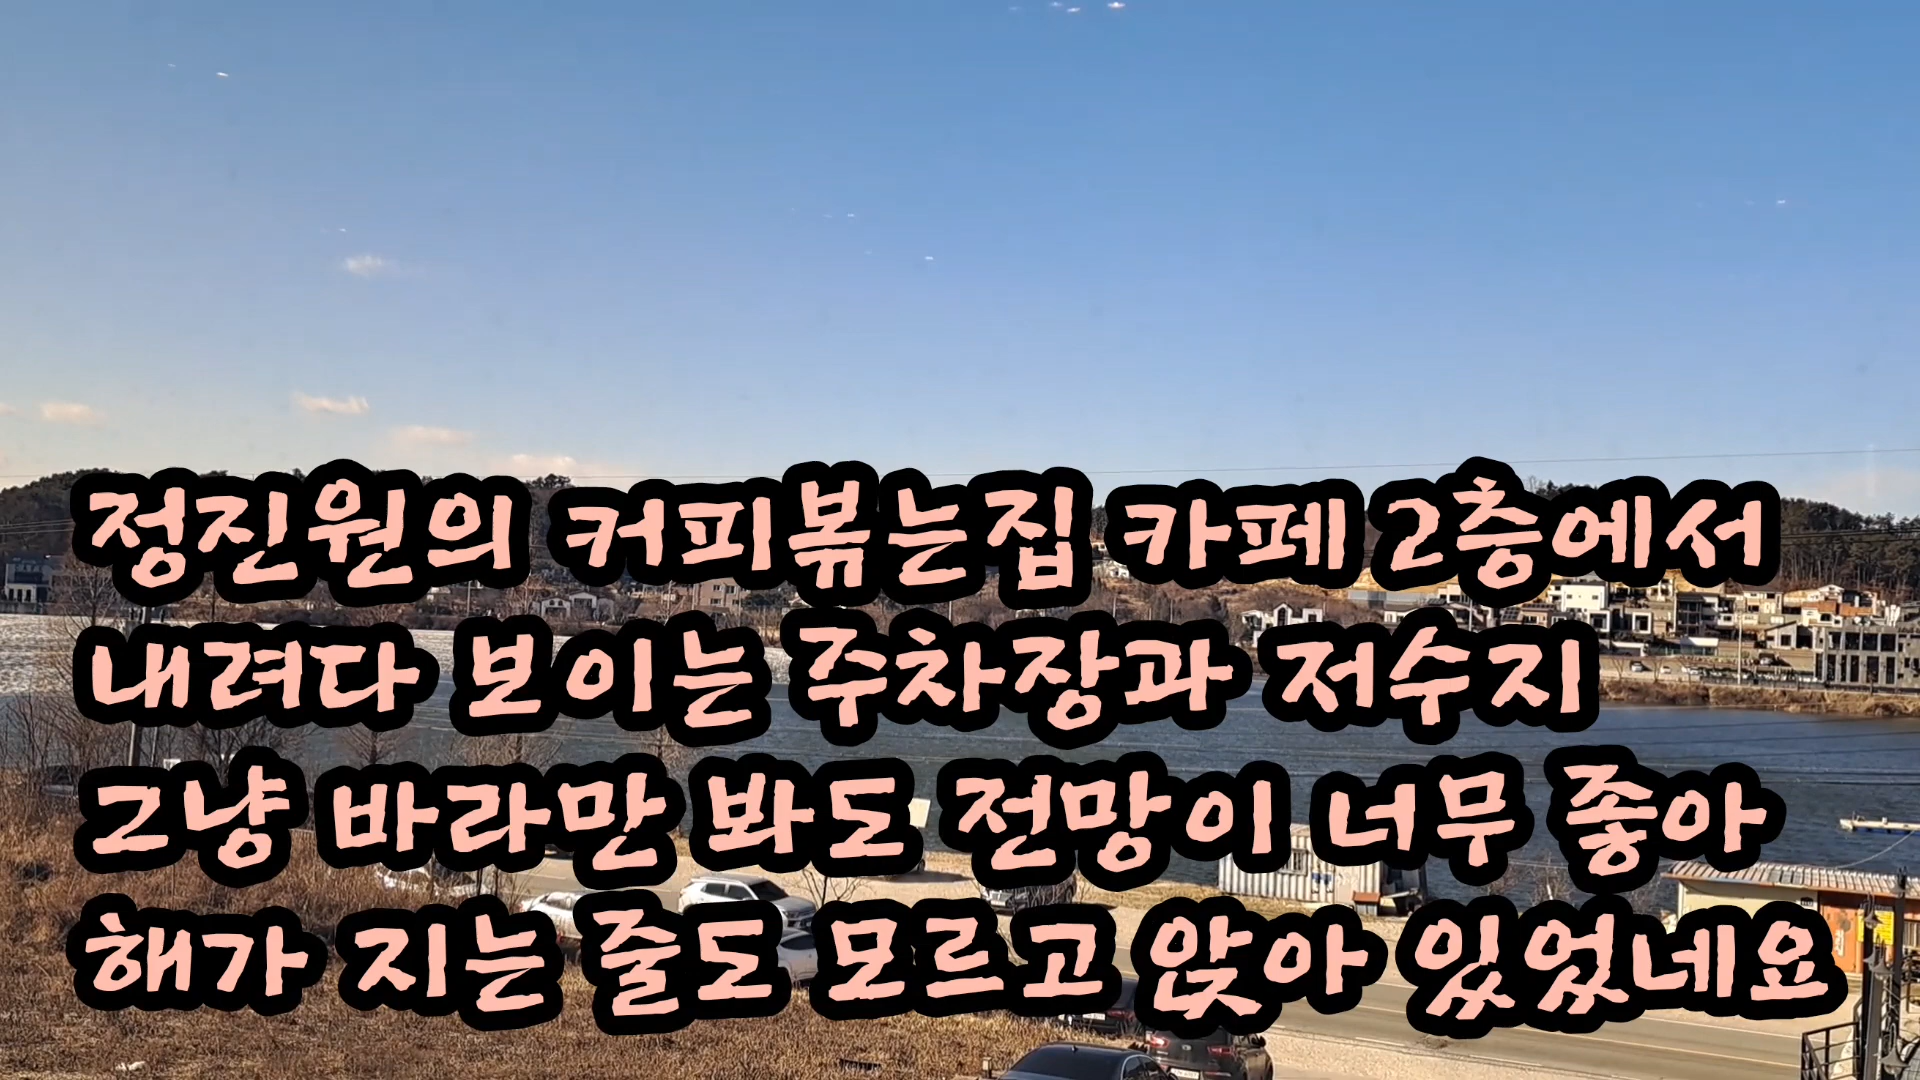 정진원의 커피볶는집 카페 2층에서
내려다 보이는 주차장과 저수지
그냥 바라만 봐도 전망이 너무 좋아
해가 지는 줄도 모르고 앉아 있었네요